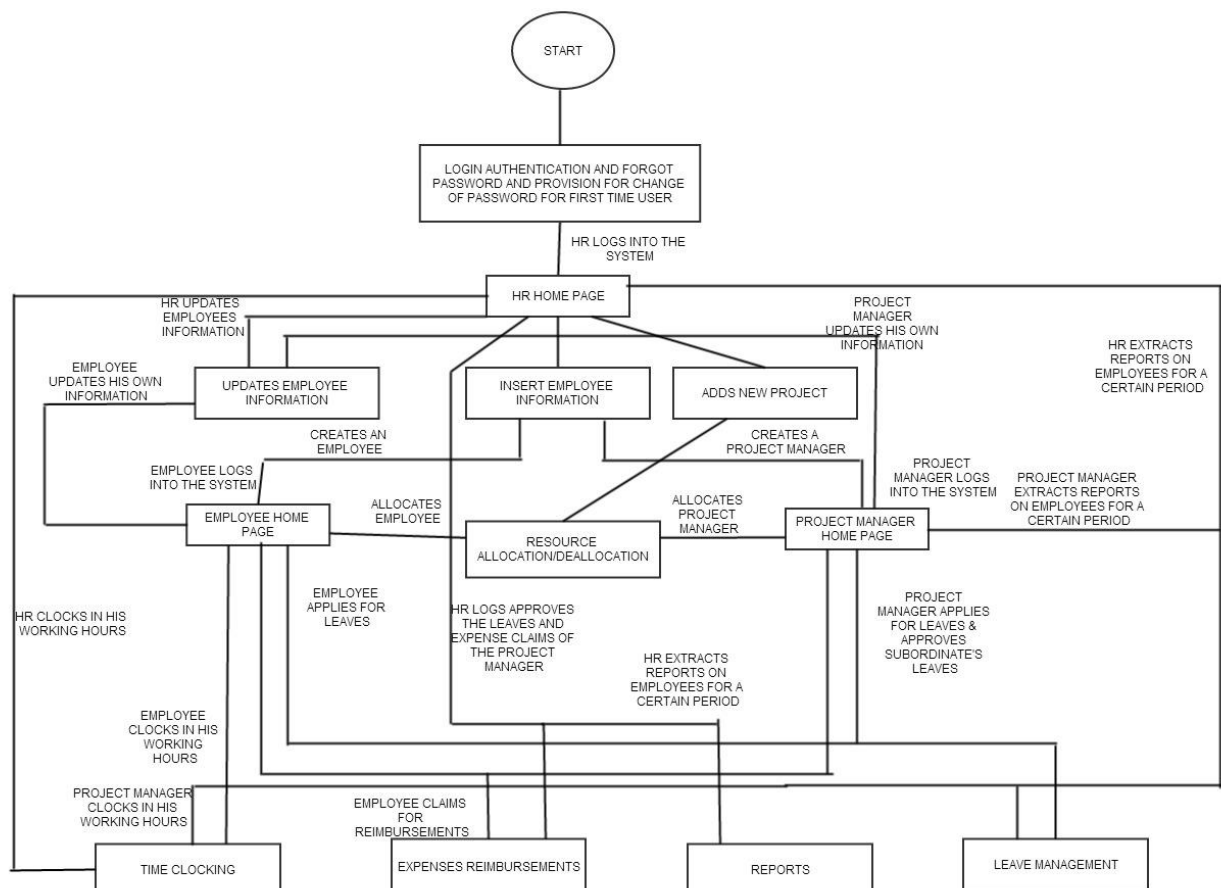 START
LOGIN AUTHENTICATION AND FORGOT
PASSWORD AND PROVISION FOR CHANGE
OF PASSWORD FOR FIRST TIME USER
HR LOGS INTO THE
SYSTEM
HR HOME PAGE
HR UPDATES
EMPLOYEES
INFORMATION
PROJECT
MANAGER
UPDATES HIS OWN
INFORMATION
HR EXTRACTS
REPORTS ON
EMPLOYEES FOR A
CERTAIN PERIOD
EMPLOYEE
UPDATES HIS OWN
INFORMATION
UPDATES EMPLOYEE
INFORMATION
INSERT EMPLOYEE
INFORMATION
ADDS NEW PROJECT
CREATES AN
EMPLOYEE
CREATES A
PROJECT MANAGER
EMPLOYEE LOGS
INTO THE SYSTEM
PROJECT
MANAGER LOGS
INTO THE SYSTEM
PROJECT MANAGER
EXTRACTS REPORTS
ON EMPLOYEES FOR A
CERTAIN PERIOD
ALLOCATES
EMPLOYEE
ALLOCATES
PROJECT
MANAGER
EMPLOYEE HOME
PAGE
RESOURCE
ALLOCATION/DEALLOCATION
PROJECT MANAGER
HOME PAGE
EMPLOYEE
APPLIES FOR
LEAVES
HR LOGS APPROVES
THE LEAVES AND
EXPENSE CLAIMS OF
THE PROJECT
MANAGER
PROJECT
MANAGER APPLIES
FOR LEAVES &
APPROVES
SUBORDINATE'S
LEAVES
HR CLOCKS IN HIS
WORKING HOURS
HR EXTRACTS
REPORTS ON
EMPLOYEES FOR A
CERTAIN PERIOD
EMPLOYEE
CLOCKS IN HIS
WORKING
HOURS
PROJECT MANAGER
CLOCKS IN HIS
WORKING HOURS
EMPLOYEE CLAIMS
FOR
REIMBURSEMENTS
TIME CLOCKING
EXPENSES REIMBURSEMENTS
REPORTS
LEAVE MANAGEMENT